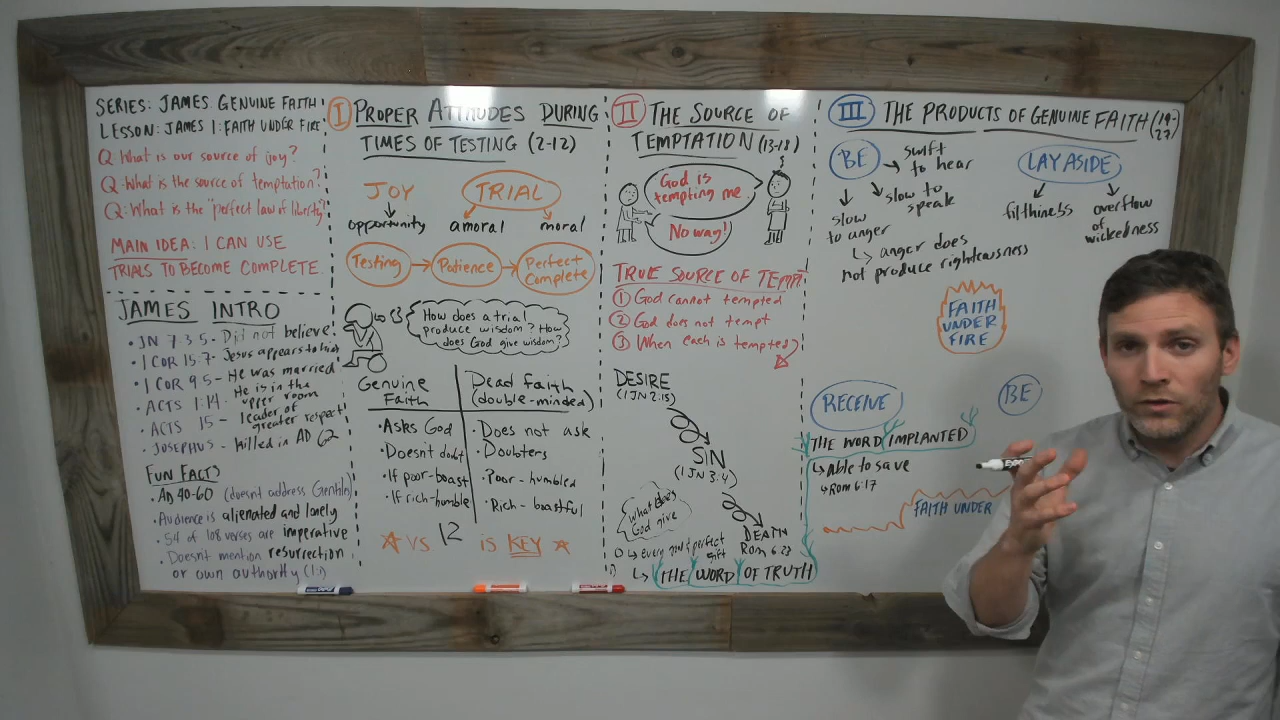 SERIES: JAMES GENUINE FAITH
LESSON: JAMES 1: FAITH UNDER FIRE
Q: What is our source of joy?
Q: What is the source of temptation?
Q: What is the "perfect law of liberty"
MAIN IDEA: I CAN USE
TRIALS TO BECOME COMPLETE.
JAMES INTRO
• JN 7:3-5 - Did not believe!
• 1 COR 15:7 - Jesus appears to him
• 1 COR 9:5 - He was married
• ACTS 1:14 - He is in the
upper room
• ACTS 15 - leader of
greater respect!
• JOSEPHUS - killed in AD 62
FUN FACTS
• AD 40-60 (doesn't address Gentiles)
• Audience is alienated and lonely
• 54 of 108 verses are imperative
• Doesn't mention resurrection
or own authority (1:1)
I PROPER ATTITUDES DURING
TIMES OF TESTING (2-12)
JOY TRIAL
opportunity amoral moral
Testing → Patience → Perfect
Complete
How does a trial
produce wisdom? How
does God give wisdom?
Genuine
Faith
Dead Faith
(double-minded)
• Asks God
• Does not ask
• Doesn't doubt
• Doubters
• If poor-boast
• Poor - humbled
• If rich-humble
• Rich - boastful
VS 12 is KEY
II THE SOURCE OF
TEMPTATION (13-18)
God is
tempting me
No way!
TRUE SOURCE OF TEMPT
① God cannot tempted
② God does not tempt
③ When each is tempted
DESIRE
(1 JN 2:15)
SIN
(1 JN 3:4)
DEATH
Rom 6:23
What does
God give
every good & perfect
gift
THE WORD OF TRUTH
III THE PRODUCTS OF GENUINE FAITH (19-27)
BE
swift
to hear
slow to
speak
slow
to anger
anger does
not produce righteousness
LAY ASIDE
filthiness
overflow
of
wickedness
FAITH
UNDER
FIRE
RECEIVE
BE
THE WORD IMPLANTED
Able to save
Rom 6:17
FAITH UNDER
EXPO